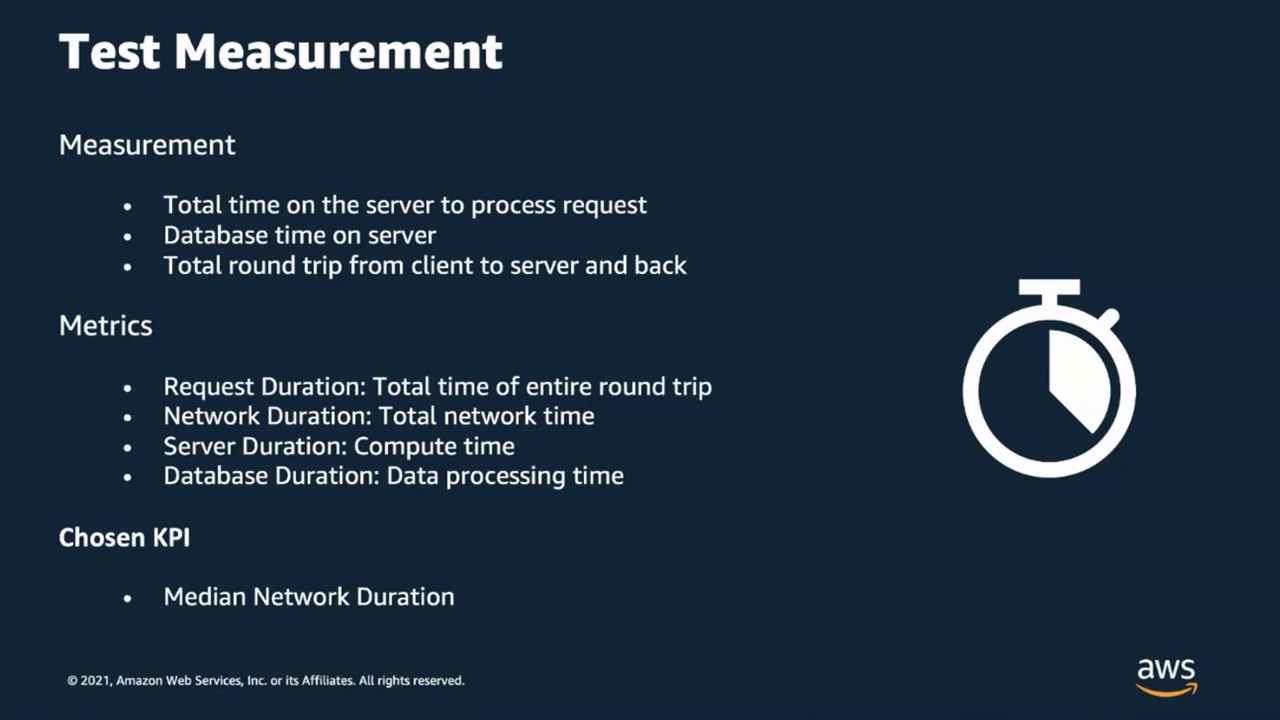 Test Measurement
Measurement
• Total time on the server to process request
• Database time on server
• Total round trip from client to server and back
Metrics
• Request Duration: Total time of entire round trip
• Network Duration: Total network time
• Server Duration: Compute time
• Database Duration: Data processing time
Chosen KPI
• Median Network Duration
© 2021, Amazon Web Services, Inc. or its Affiliates. All rights reserved.
aws